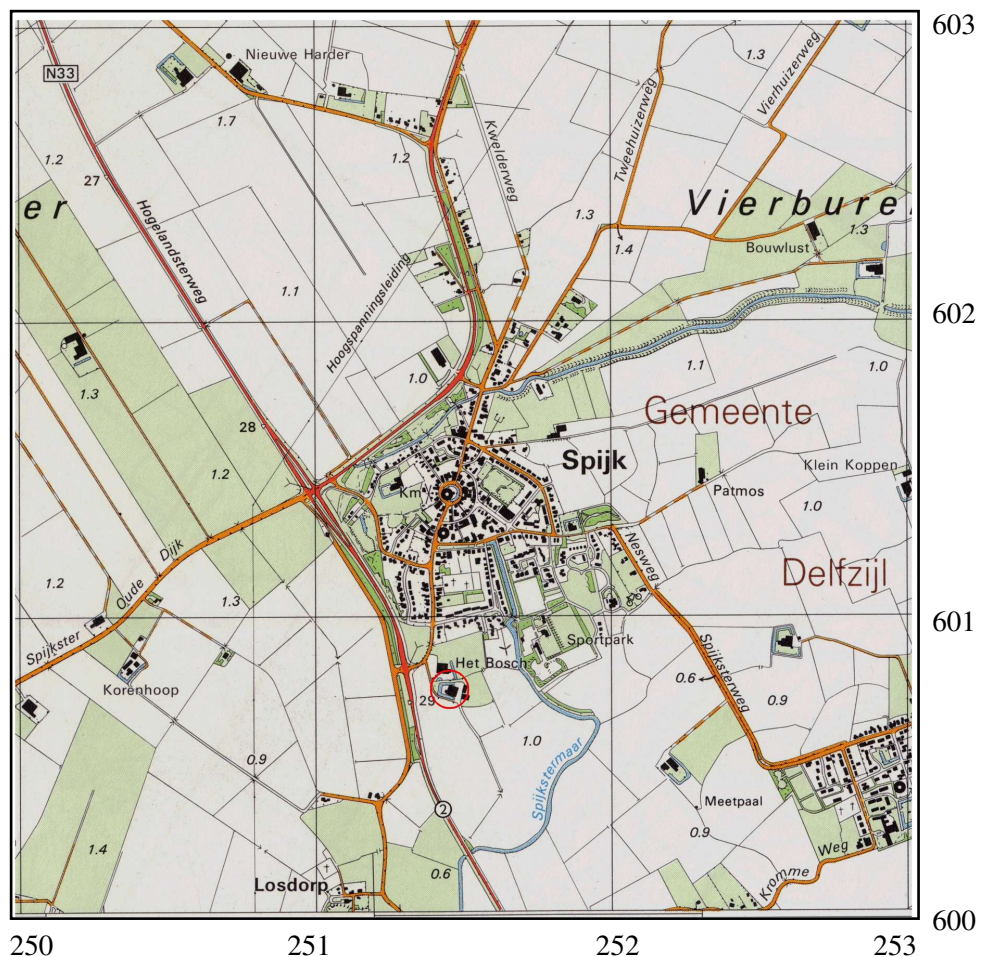 603
Nieuwe Harder
1.3
N33
Vierhuizerweg
1.7
Kwelderweg
Tweehuizerweg
1.2
1.2
27
er
Hogelandsterweg
1.3
Vierburen
1.3
1.4
Bouwlust
1.1
Hoogspanningsleiding
602
1.0
1.1
1.0
1.3
Gemeente
28
Spijk
1.2
Klein Koppen
Km
Patmos
1.0
Dijk
Nesweg
Oude
1.2
1.3
1.0
Delfzijl
601
Spijkster
Sportpark
Spijksterweg
Het Bosch
Korenhoop
0.6
29
0.9
1.0
0.9
Spijkstermaar
Meetpaal
2
0.9
1.4
Weg
0.6
Kromme
Losdorp
600
250
251
252
253